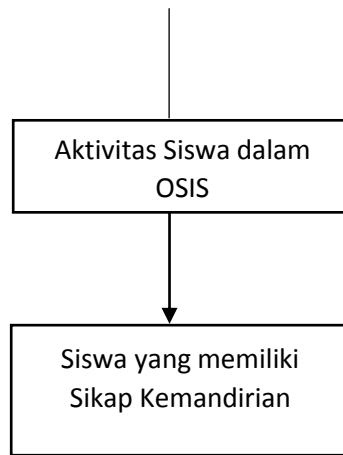 Aktivitas Siswa dalam
OSIS
Siswa yang memiliki
Sikap Kemandirian